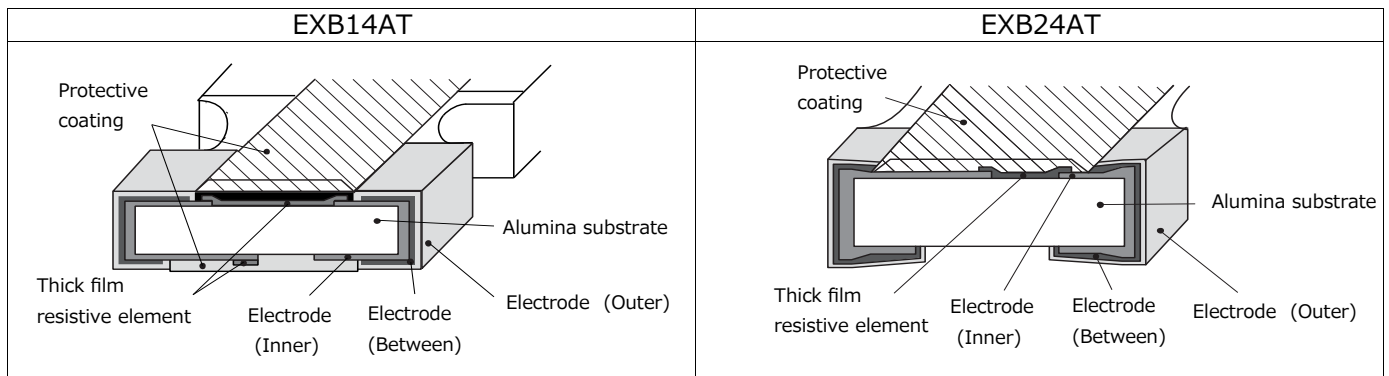 EXB14AT
Protective
coating
Alumina substrate
Thick film
resistive element
Electrode
(Inner)
Electrode
(Between)
Electrode (Outer)
EXB24AT
Protective
coating
Alumina substrate
Thick film
resistive element
Electrode
(Inner)
Electrode
(Between)
Electrode (Outer)